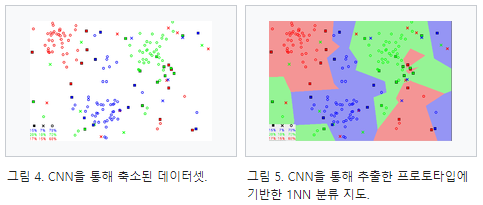 그림 4. CNN을 통해 축소된 데이터셋.
그림 5. CNN을 통해 추출한 프로토타입에
기반한 1NN 분류 지도.